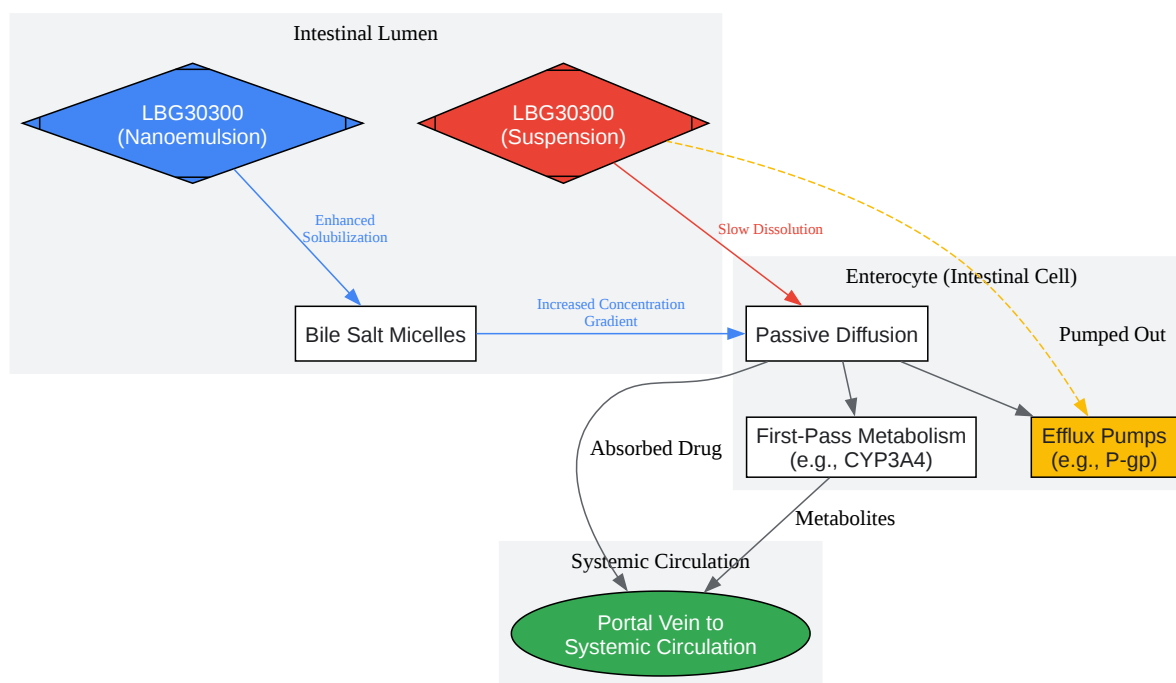 Intestinal Lumen
LBG30300
(Nanoemulsion)
LBG30300
(Suspension)
Enhanced
Solubilization
Slow Dissolution
Enterocyte (Intestinal Cell)
Bile Salt Micelles
Increased Concentration
Gradient
Passive Diffusion
Pumped Out
Absorbed Drug
First-Pass Metabolism
(e.g., CYP3A4)
Efflux Pumps
(e.g., P-gp)
Metabolites
Systemic Circulation
Portal Vein to
Systemic Circulation